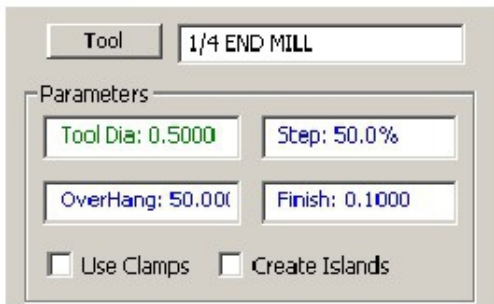 Tool 1/4 END MILL
Parameters
Tool Dia: 0.5000 Step: 50.0%
OverHang: 50.00( Finish: 0.1000
Use Clamps Create Islands